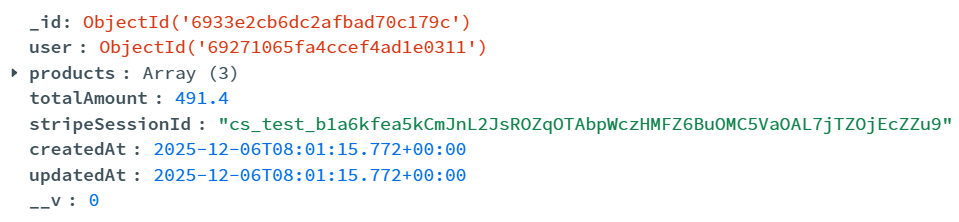 _id: ObjectId('6933e2cb6dc2afbad70c179c')
user : ObjectId('69271065fa4ccef4ad1e0311')
products : Array (3)
totalAmount : 491.4
stripeSessionId : "cs_test_b1a6kfea5kCmJnL2JsROZqOTAbpWczHMFZ6BuOMC5VaOAL7jTZOjEcZZu9"
createdAt : 2025-12-06T08:01:15.772+00:00
updatedAt : 2025-12-06T08:01:15.772+00:00
__v : 0